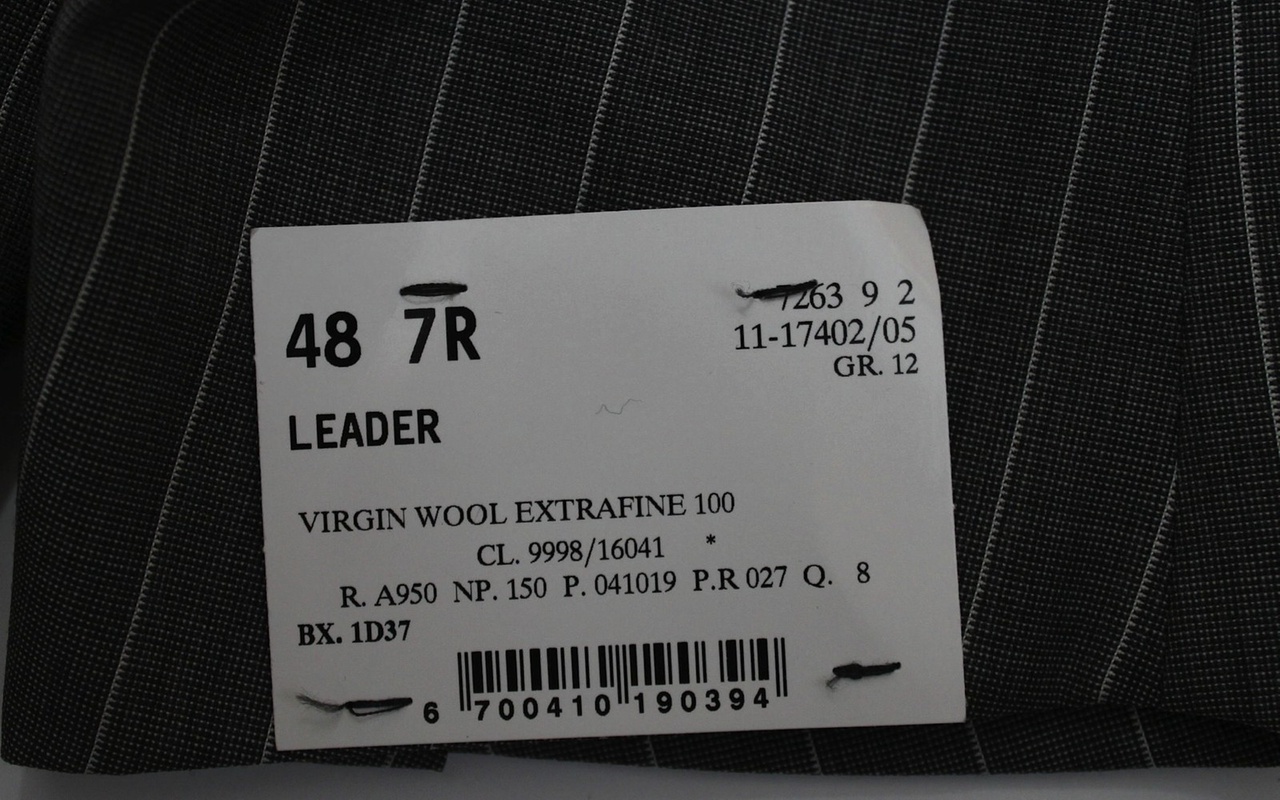 7263 9 2
48 7R
11-17402/05
GR. 12
LEADER
VIRGIN WOOL EXTRAFINE 100
CL. 9998/16041 *
R. A950 NP. 150 P. 041019 P.R 027 Q. 8
BX. 1D37
6 700410 190394